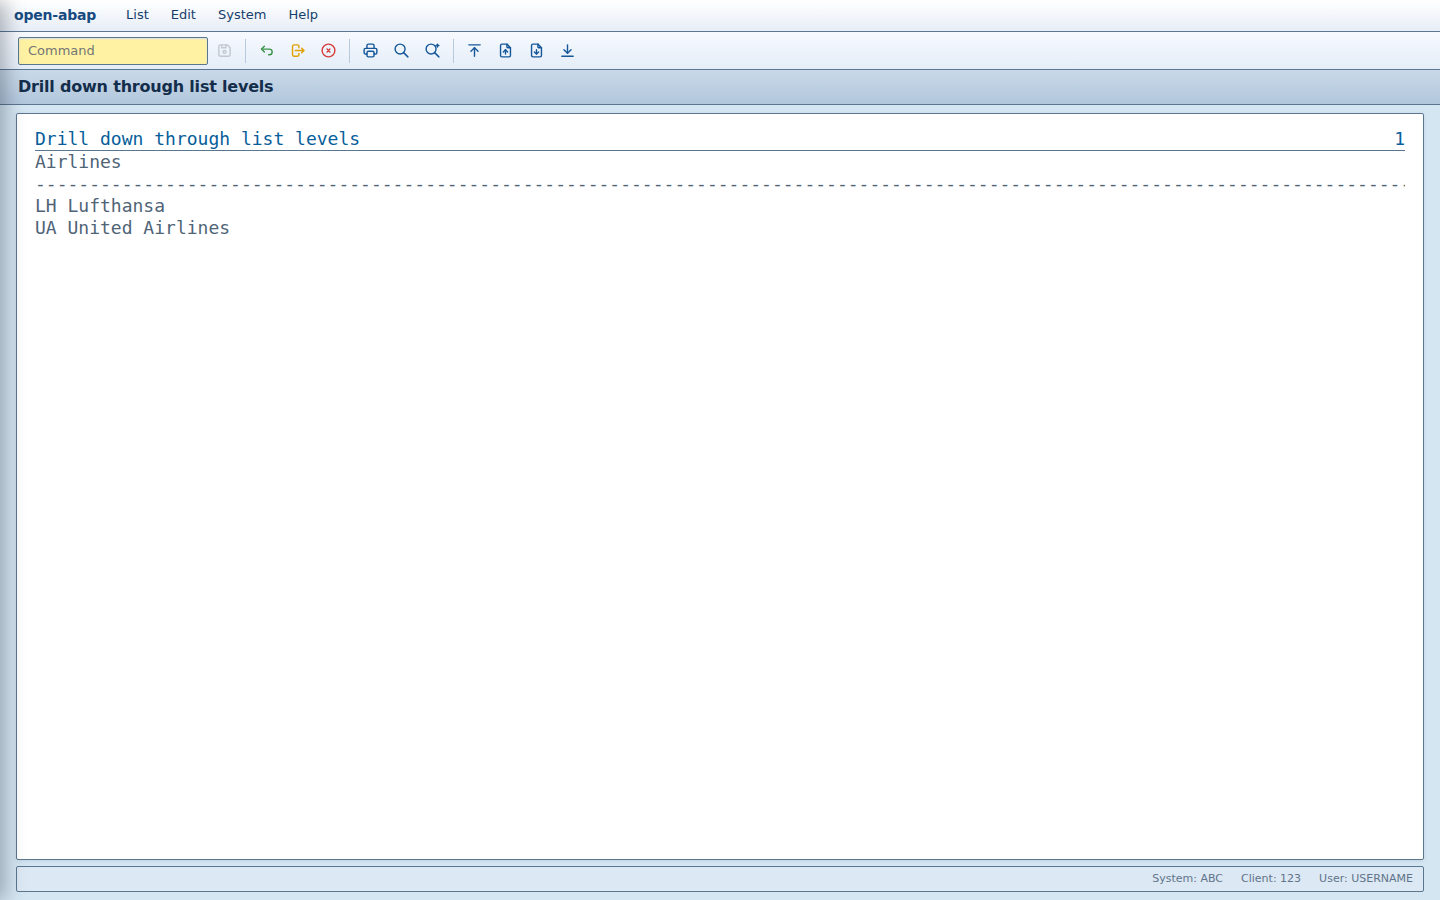 open-abap List Edit System Help
Command
Drill down through list levels
Drill down through list levels 1
Airlines
--------------------------------------------------------------------------------------------------------------------------------
LH Lufthansa
UA United Airlines
System: ABC Client: 123 User: USERNAME